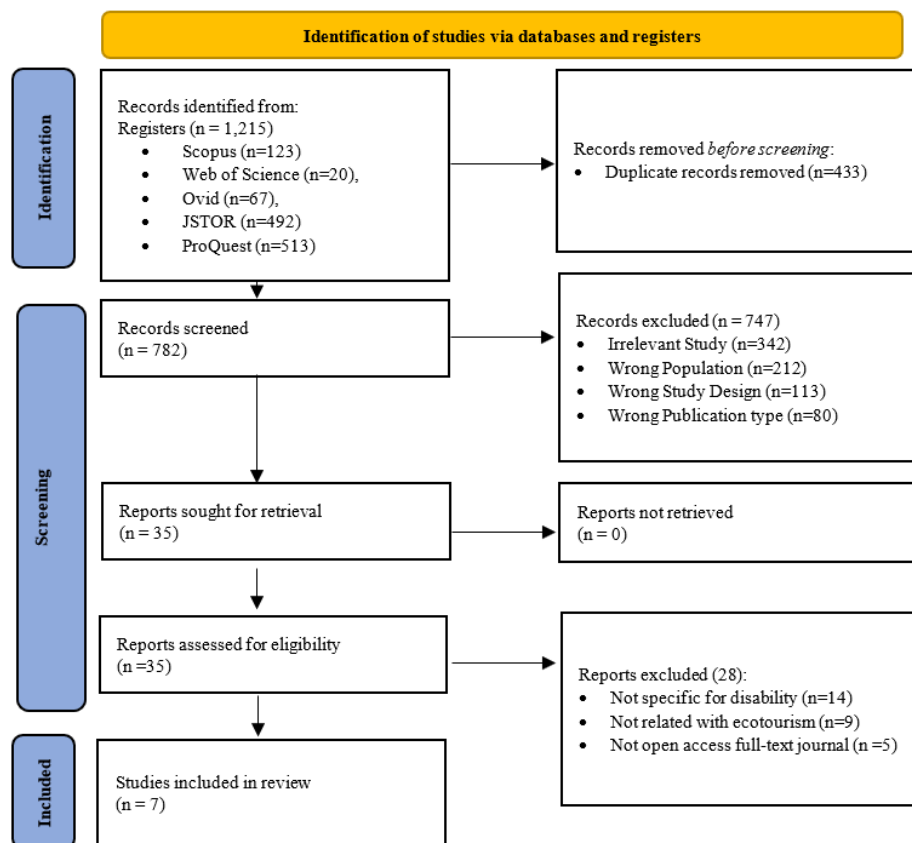 Identification of studies via databases and registers
Identification
Records identified from:
Registers (n = 1,215)
• Scopus (n=123)
• Web of Science (n=20),
• Ovid (n=67),
• JSTOR (n=492)
• ProQuest (n=513)
Records removed before screening:
• Duplicate records removed (n=433)
Screening
Records screened
(n = 782)
Records excluded (n = 747)
• Irrelevant Study (n=342)
• Wrong Population (n=212)
• Wrong Study Design (n=113)
• Wrong Publication type (n=80)
Reports sought for retrieval
(n = 35)
Reports not retrieved
(n = 0)
Reports assessed for eligibility
(n =35)
Reports excluded (28):
• Not specific for disability (n=14)
• Not related with ecotourism (n=9)
• Not open access full-text journal (n =5)
Included
Studies included in review
(n = 7)